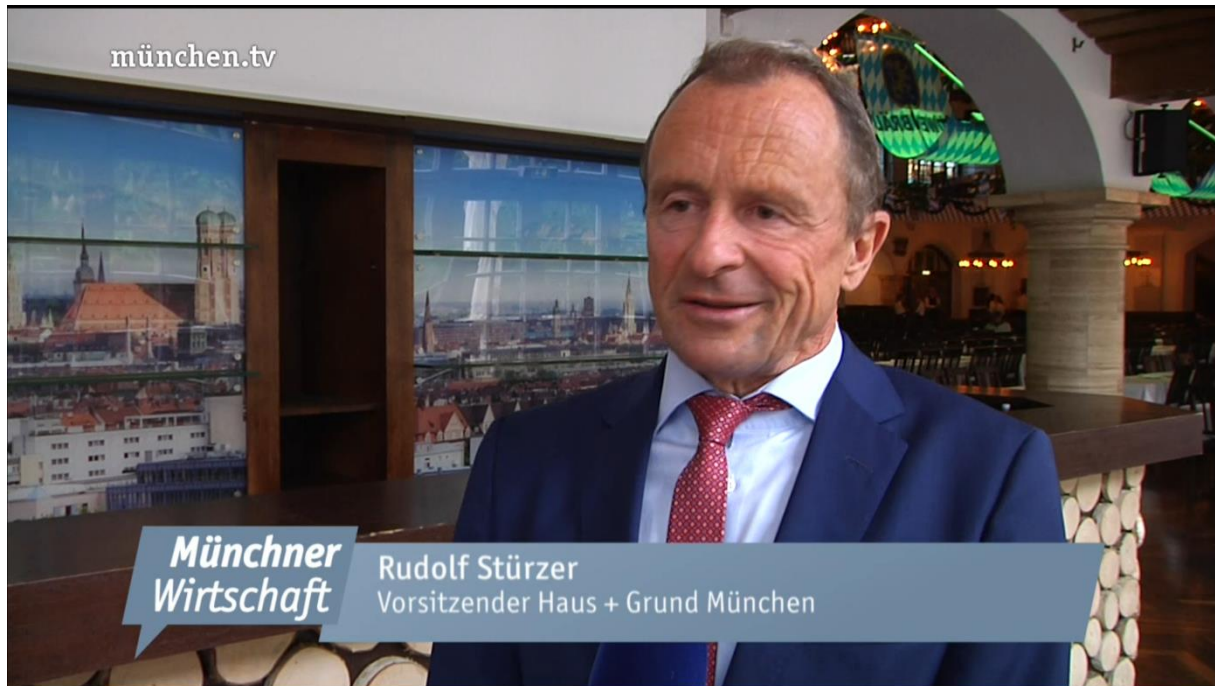 münchen.tv
Münchner
Wirtschaft
Rudolf Stürzer
Vorsitzender Haus + Grund München